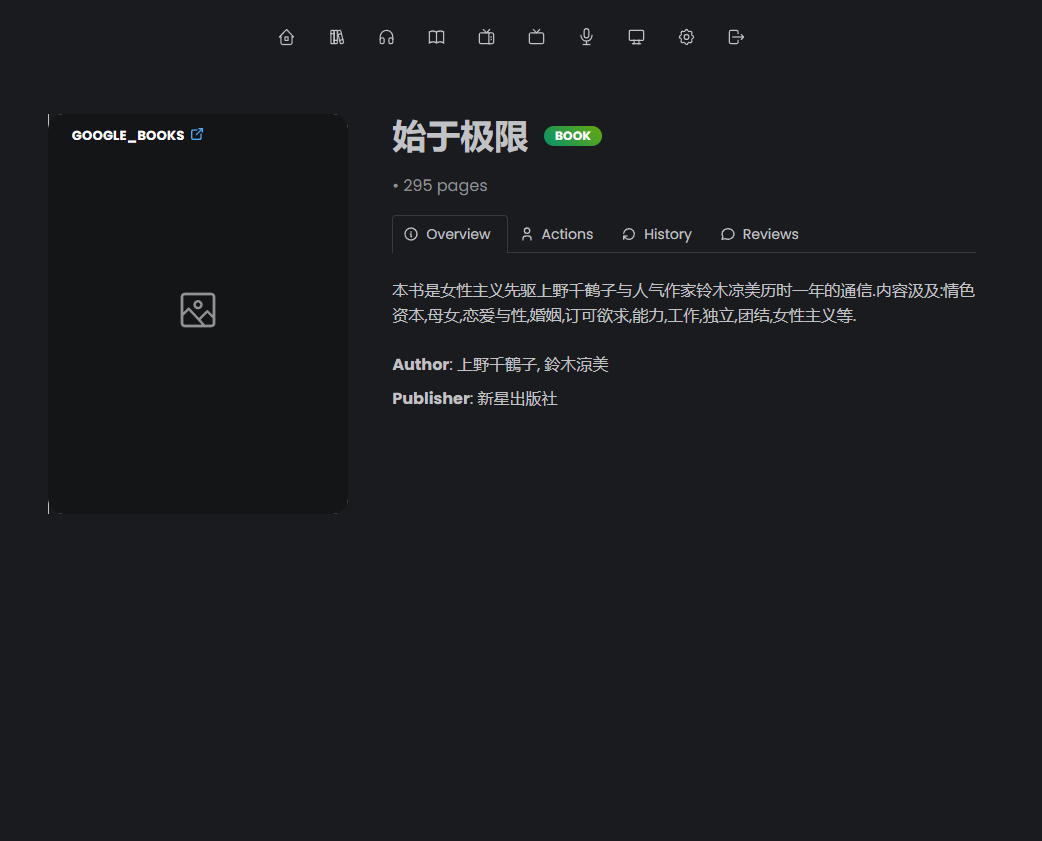 GOOGLE_BOOKS
始于极限 BOOK
• 295 pages
Overview Actions History Reviews
本书是女性主义先驱上野千鹤子与人气作家铃木凉美历时一年的通信.内容汲及:情色
资本,母女,恋爱与性,婚姻,订可欲求,能力,工作,独立,团结,女性主义等.
Author: 上野千鶴子, 鈴木涼美
Publisher: 新星出版社